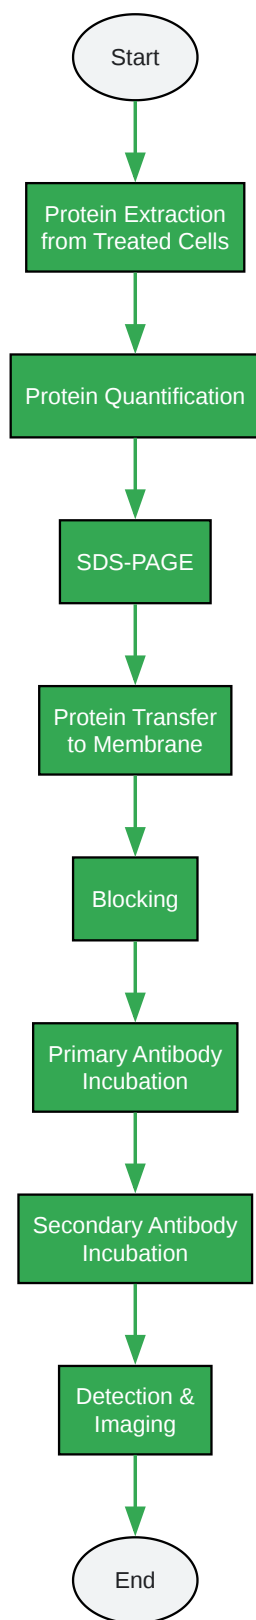 Start
Protein Extraction
from Treated Cells
Protein Quantification
SDS-PAGE
Protein Transfer
to Membrane
Blocking
Primary Antibody
Incubation
Secondary Antibody
Incubation
Detection &
Imaging
End